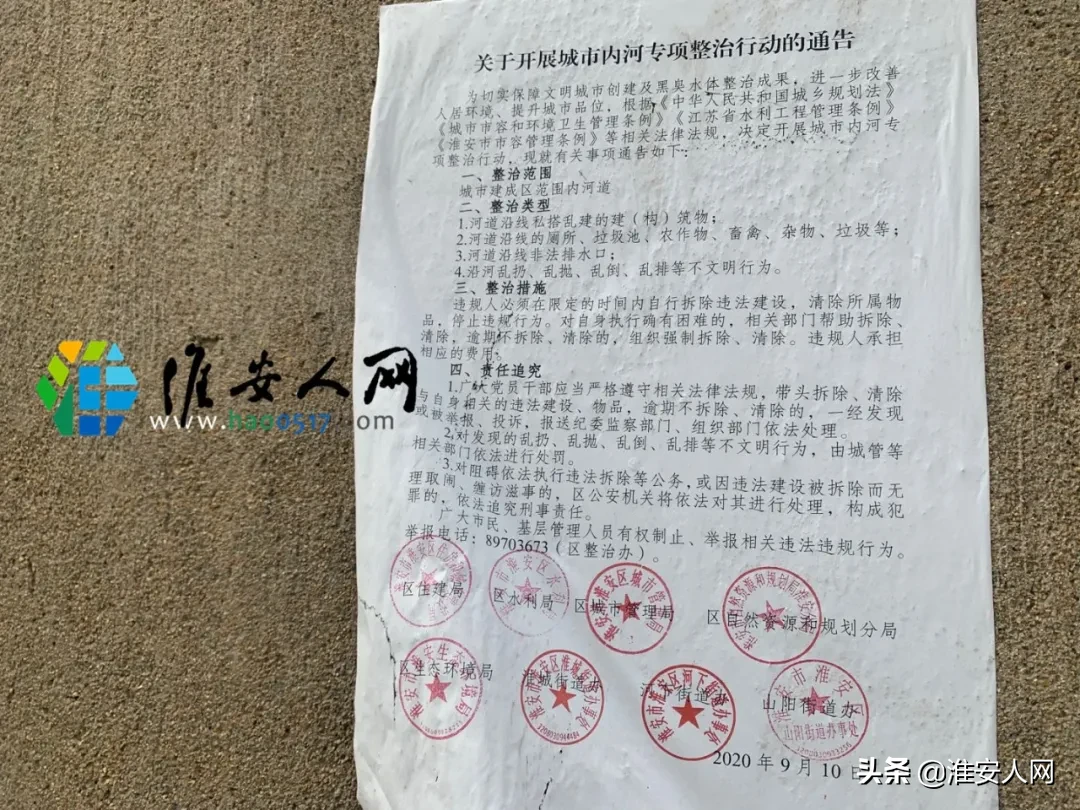 关于开展城市内河专项整治行动的通告
为切实保障文明城市创建及黑臭水体整治成果，进一步改善
人居环境、提升城市品位，根据《中华人民共和国城乡规划法》
《城市市容和环境卫生管理条例》《江苏省水利工程管理条例》
《淮安市市容管理条例》等相关法律法规，决定开展城市内河专
项整治行动，现就有关事项通告如下：
一、整治范围
城市建成区范围内河道
二、整治类型
1.河道沿线私搭乱建的建（构）筑物；
2.河道沿线的厕所、垃圾池、农作物、畜禽、杂物、垃圾等；
3.河道沿线非法排水口；
4.沿河乱扔、乱抛、乱倒、乱排等不文明行为。
三、整治措施
违规人必须在限定的时间内自行拆除违法建设，清除所属物
品，停止违规行为。对自身执行确有困难的，相关部门帮助拆除、
清除，逾期不拆除、清除的，组织强制拆除、清除。违规人承担
相应的费用。
四、责任追究
1.广大党员干部应当严格遵守相关法律法规，带头拆除、清除
与自身相关的违法建设、物品，逾期不拆除、清除的，一经发现
或被举报、投诉，报送纪委监察部门、组织部门依法处理。
2.对发现的乱扔、乱抛、乱倒、乱排等不文明行为，由城管等
相关部门依法进行处罚。
3.对阻碍依法执行违法拆除等公务，或因违法建设被拆除而无
理取闹、缠访滋事的，区公安机关将依法对其进行处理，构成犯
罪的，依法追究刑事责任。
广大市民、基层管理人员有权制止、举报相关违法违规行为。
举报电话：89703673（区整治办）。
区住建局 区水利局 区城市管理局 区自然资源和规划分局
区生态环境局 淮城街道办 河下街道办 山阳街道办
2020年9月10日
淮安人网
www.hao0517.com
头条 @淮安人网